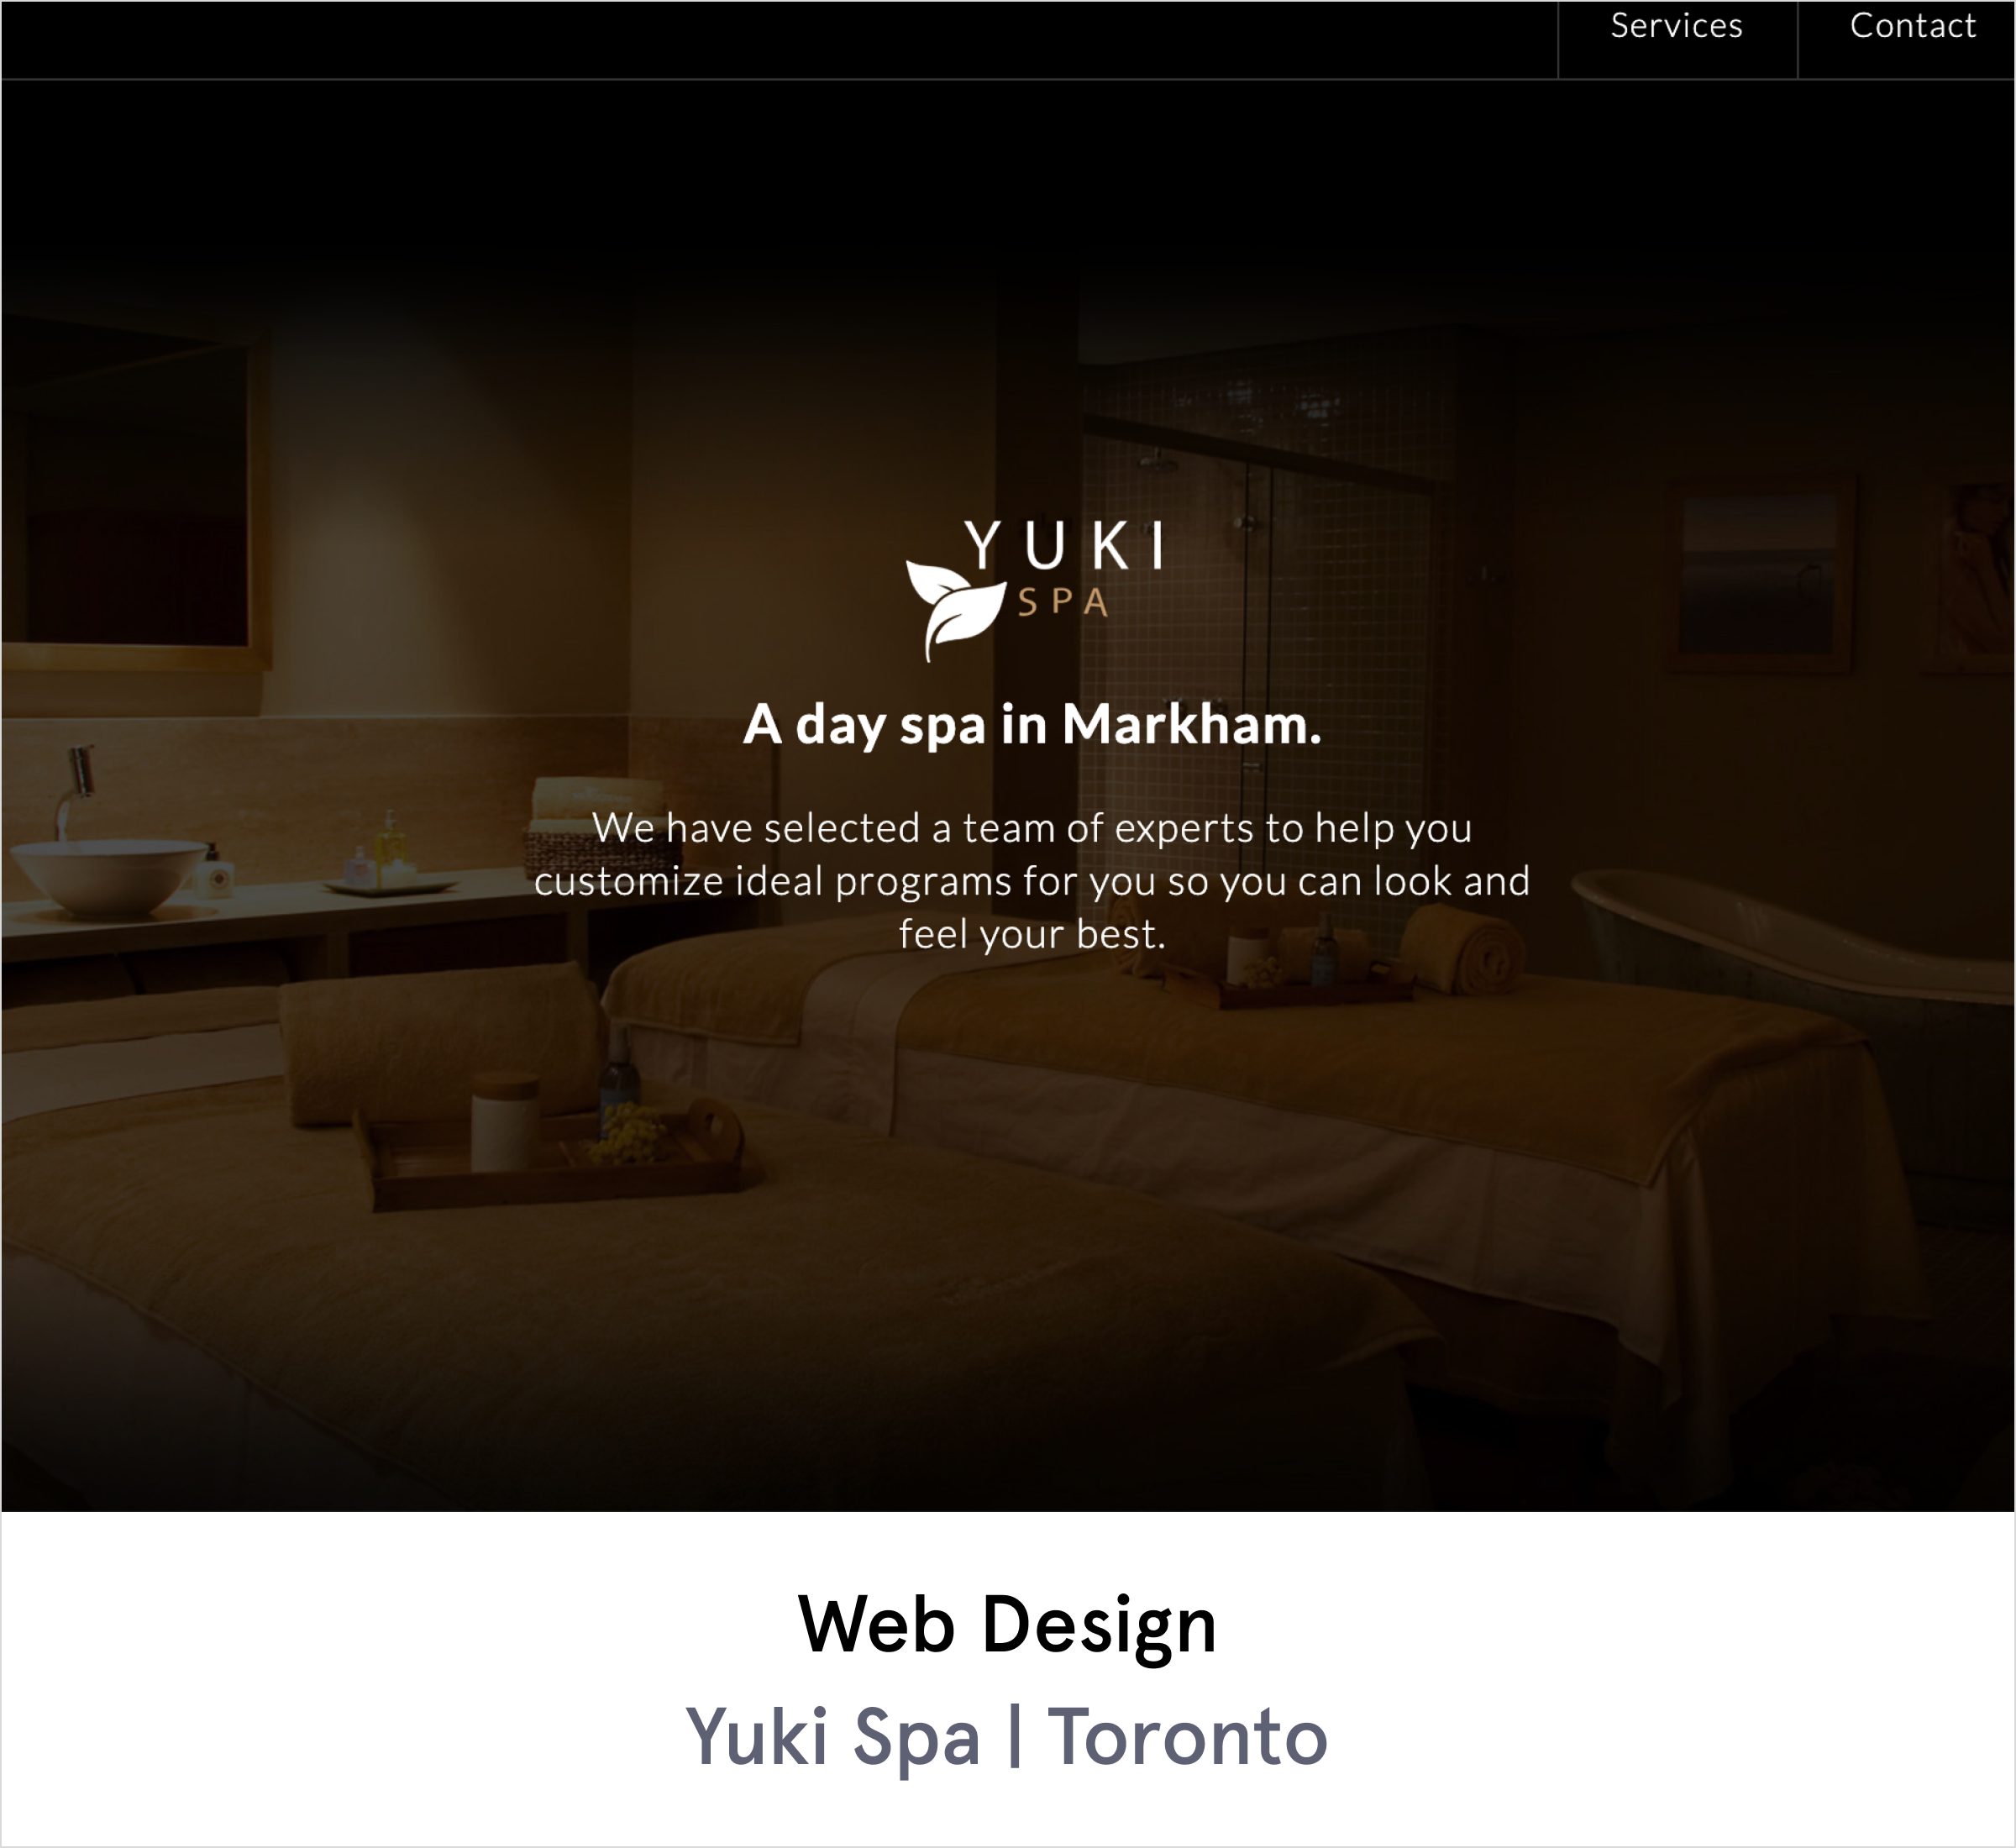 Services
Contact
YUKI
SPA
A day spa in Markham.
We have selected a team of experts to help you
customize ideal programs for you so you can look and
feel your best.
Web Design
Yuki Spa | Toronto